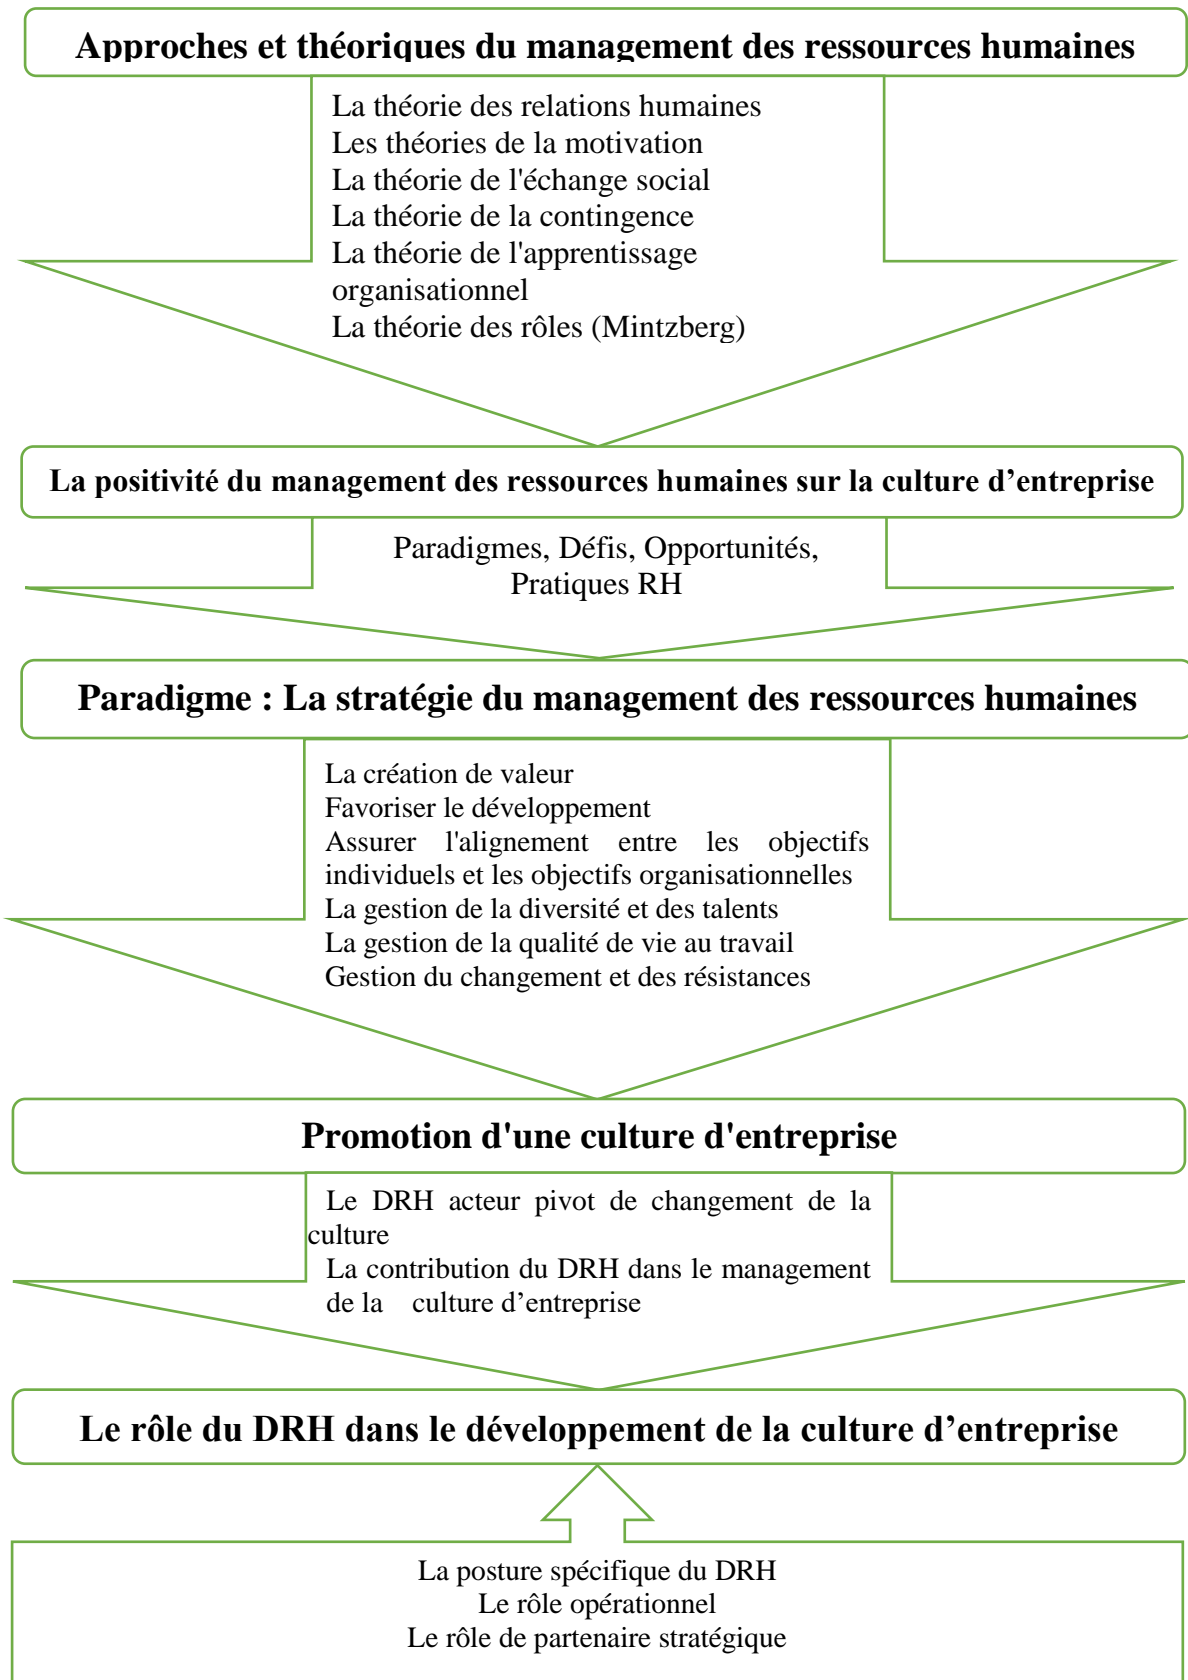 Approches et théoriques du management des ressources humaines
La théorie des relations humaines
Les théories de la motivation
La théorie de l'échange social
La théorie de la contingence
La théorie de l'apprentissage
organisationnel
La théorie des rôles (Mintzberg)
La positivité du management des ressources humaines sur la culture d’entreprise
Paradigmes, Défis, Opportunités,
Pratiques RH
Paradigme : La stratégie du management des ressources humaines
La création de valeur
Favoriser le développement
Assurer l'alignement entre les objectifs
individuels et les objectifs organisationnelles
La gestion de la diversité et des talents
La gestion de la qualité de vie au travail
Gestion du changement et des résistances
Promotion d'une culture d'entreprise
Le DRH acteur pivot de changement de la
culture
La contribution du DRH dans le management
de la culture d’entreprise
Le rôle du DRH dans le développement de la culture d’entreprise
La posture spécifique du DRH
Le rôle opérationnel
Le rôle de partenaire stratégique